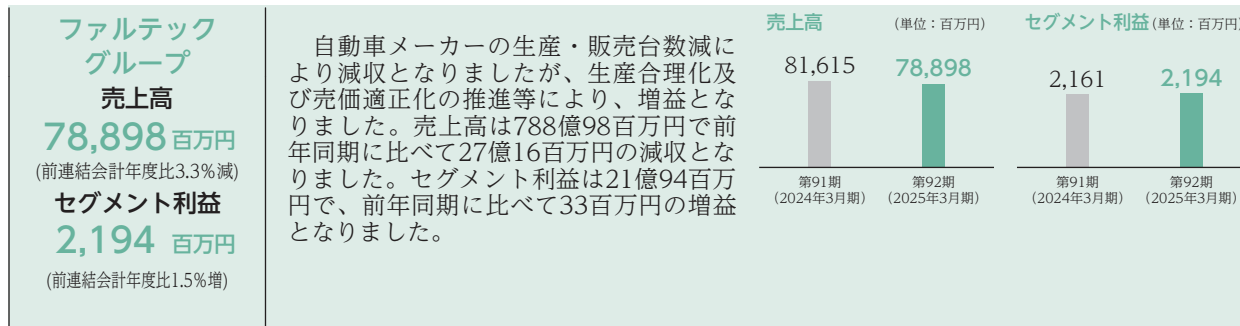 ファルテック
グループ
売上高
78,898 百万円
(前連結会計年度比3.3%減)
セグメント利益
2,194 百万円
(前連結会計年度比1.5%増)
自動車メーカーの生産・販売台数減に
より減収となりましたが、生産合理化及
び売価適正化の推進等により、増益とな
りました。売上高は788億98百万円で前
年同期に比べて27億16百万円の減収とな
りました。セグメント利益は21億94百万
円で、前年同期に比べて33百万円の増益
となりました。
売上高 (単位:百万円)
81,615 78,898
第91期 第92期
(2024年3月期) (2025年3月期)
セグメント利益 (単位:百万円)
2,161 2,194
第91期 第92期
(2024年3月期) (2025年3月期)